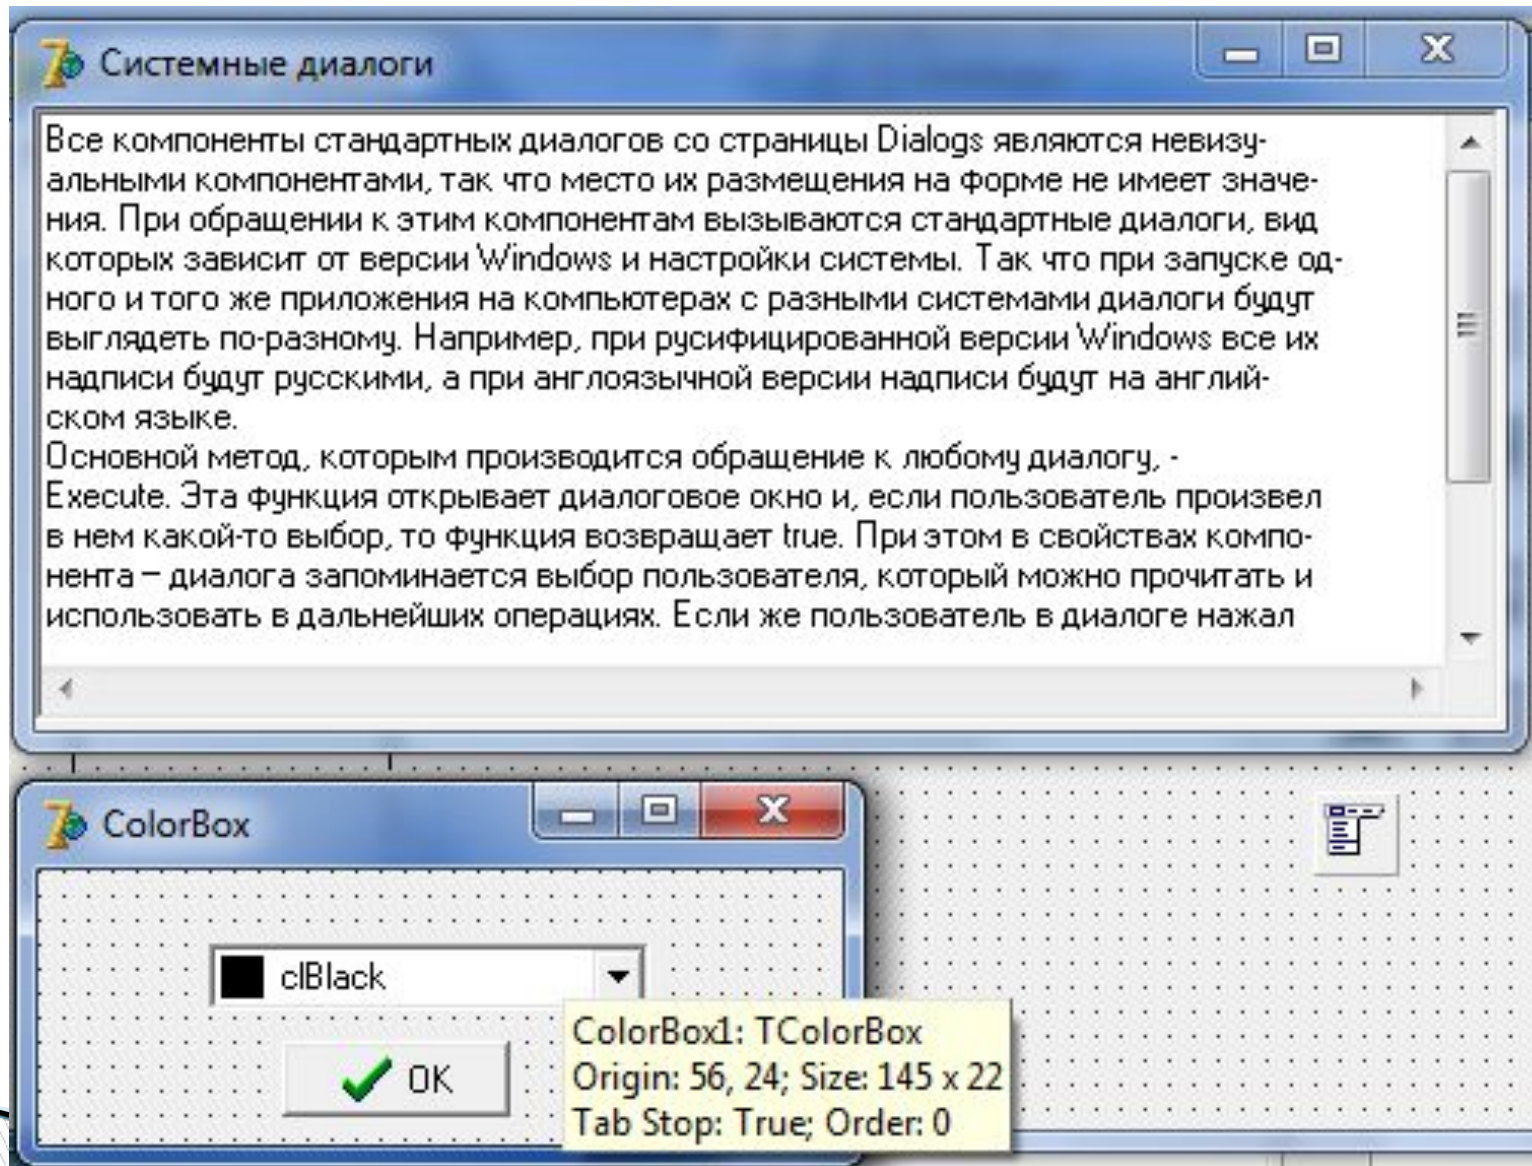 Системные диалоги
Все компоненты стандартных диалогов со страницы Dialogs являются невизу-
альными компонентами, так что место их размещения на форме не имеет значе-
ния. При обращении к этим компонентам вызываются стандартные диалоги, вид
которых зависит от версии Windows и настройки системы. Так что при запуске од-
ного и того же приложения на компьютерах с разными системами диалоги будут
выглядеть по-разному. Например, при русифицированной версии Windows все их
надписи будут русскими, а при англоязычной версии надписи будут на англий-
ском языке.
Основной метод, которым производится обращение к любому диалогу, -
Execute. Эта функция открывает диалоговое окно и, если пользователь произвел
в нем какой-то выбор, то функция возвращает true. При этом в свойствах компо-
нента – диалога запоминается выбор пользователя, который можно прочитать и
использовать в дальнейших операциях. Если же пользователь в диалоге нажал
ColorBox
clBlack
OK
ColorBox1: TColorBox
Origin: 56, 24; Size: 145 x 22
Tab Stop: True; Order: 0